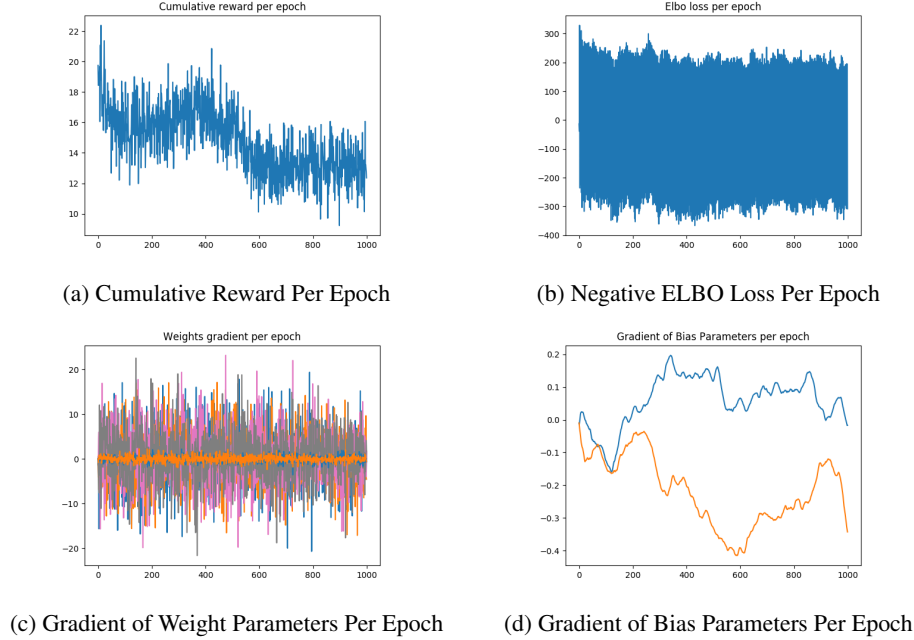 Cumulative reward per epoch
22
20
18
16
14
12
10
0 200 400 600 800 1000
(a) Cumulative Reward Per Epoch
Elbo loss per epoch
300
200
100
0
−100
−200
−300
−400
0 200 400 600 800 1000
(b) Negative ELBO Loss Per Epoch
Weights gradient per epoch
20
10
0
−10
−20
0 200 400 600 800 1000
(c) Gradient of Weight Parameters Per Epoch
Gradient of Bias Parameters per epoch
0.2
0.1
0.0
−0.1
−0.2
−0.3
−0.4
0 200 400 600 800 1000
(d) Gradient of Bias Parameters Per Epoch